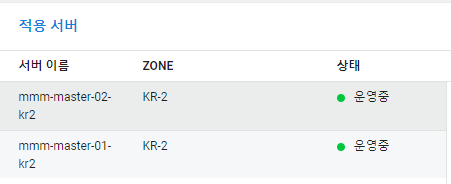 적용 서버
서버 이름 ZONE 상태
mmm-master-02- KR-2 운영중
kr2
mmm-master-01- KR-2 운영중
kr2